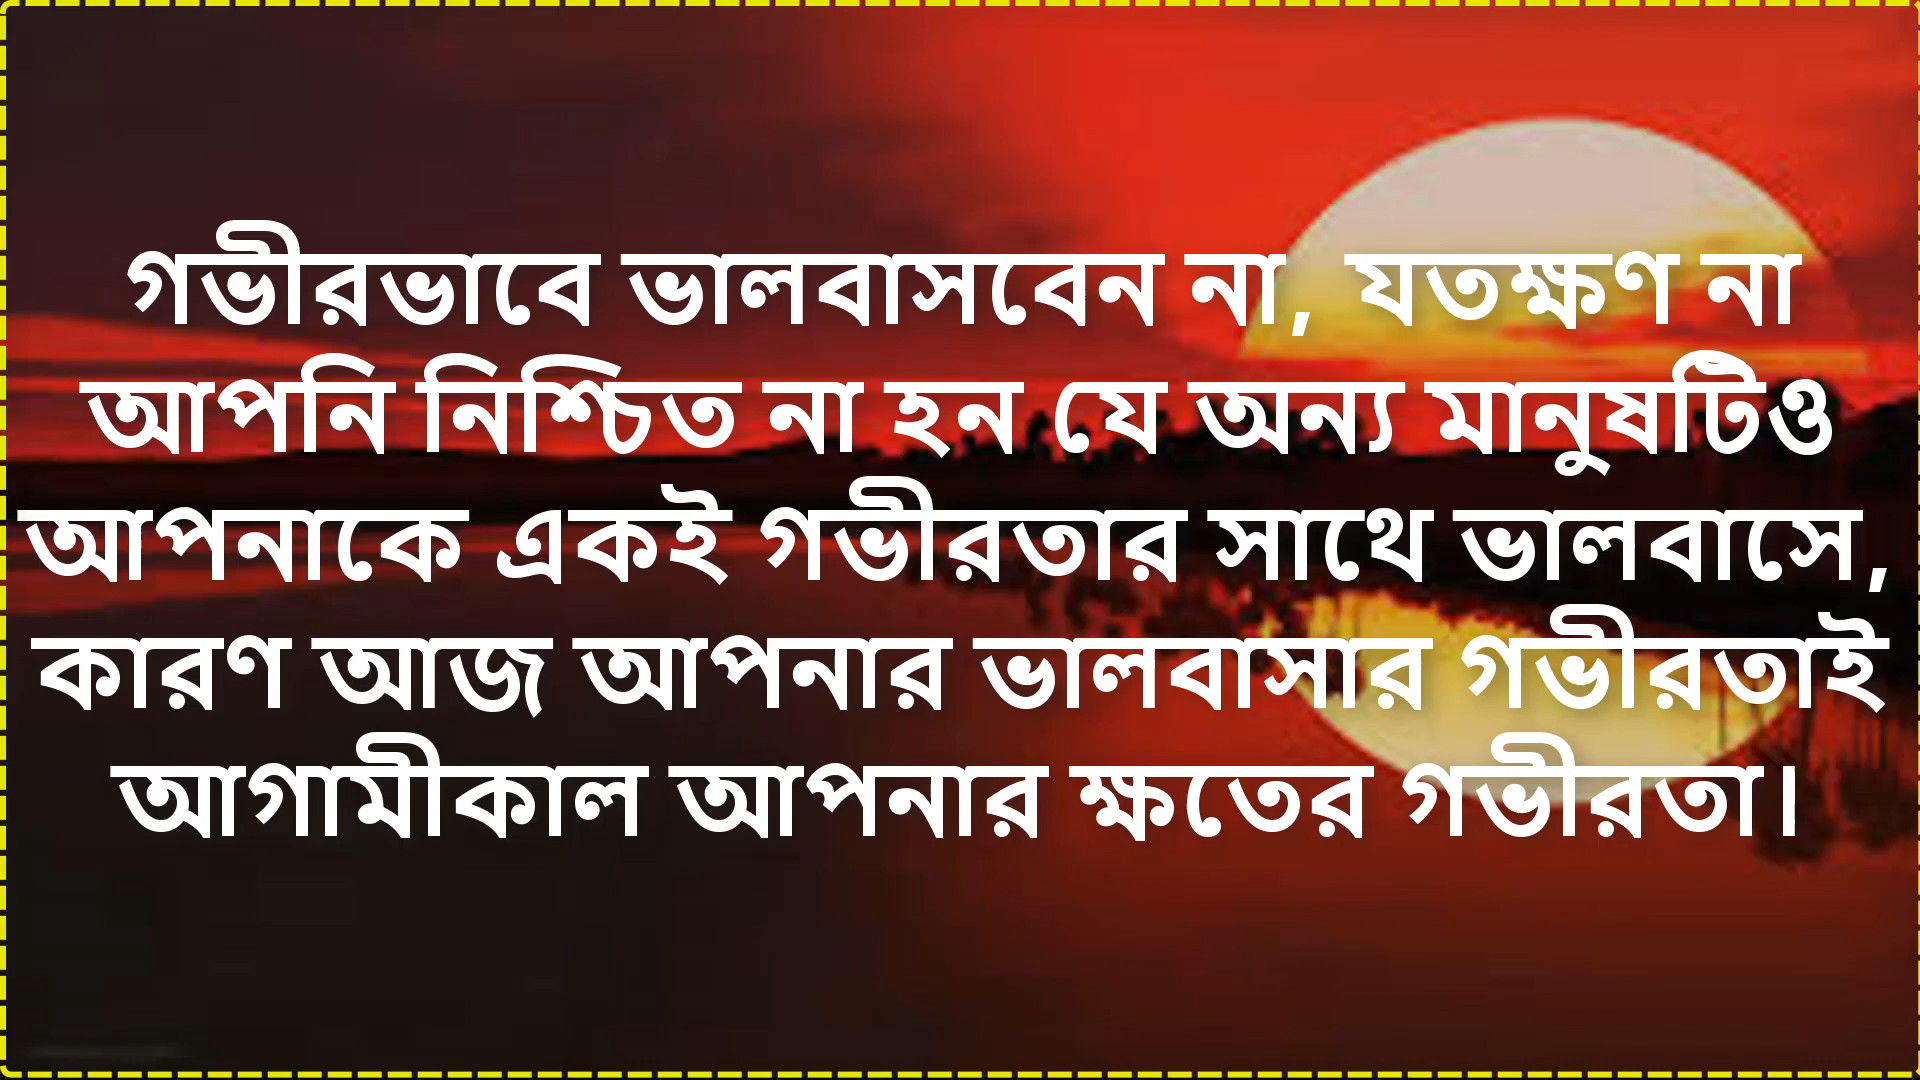 গভীরভাবে ভালবাসবেন না, যতক্ষণ না
আপনি নিশ্চিত না হন যে অন্য মানুষটিও
আপনাকে একই গভীরতার সাথে ভালবাসে,
কারণ আজ আপনার ভালবাসার গভীরতাই
আগামীকাল আপনার ক্ষতের গভীরতা।